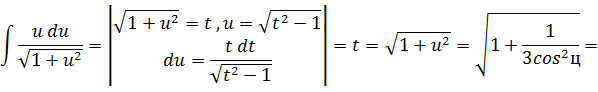 ∫ u du / √(1 + u²) = | √(1 + u²) = t , u = √(t² − 1) ; du = t dt / √(t² − 1) | = t = √(1 + u²) = √(1 + 1 / (3cos²ц)) =